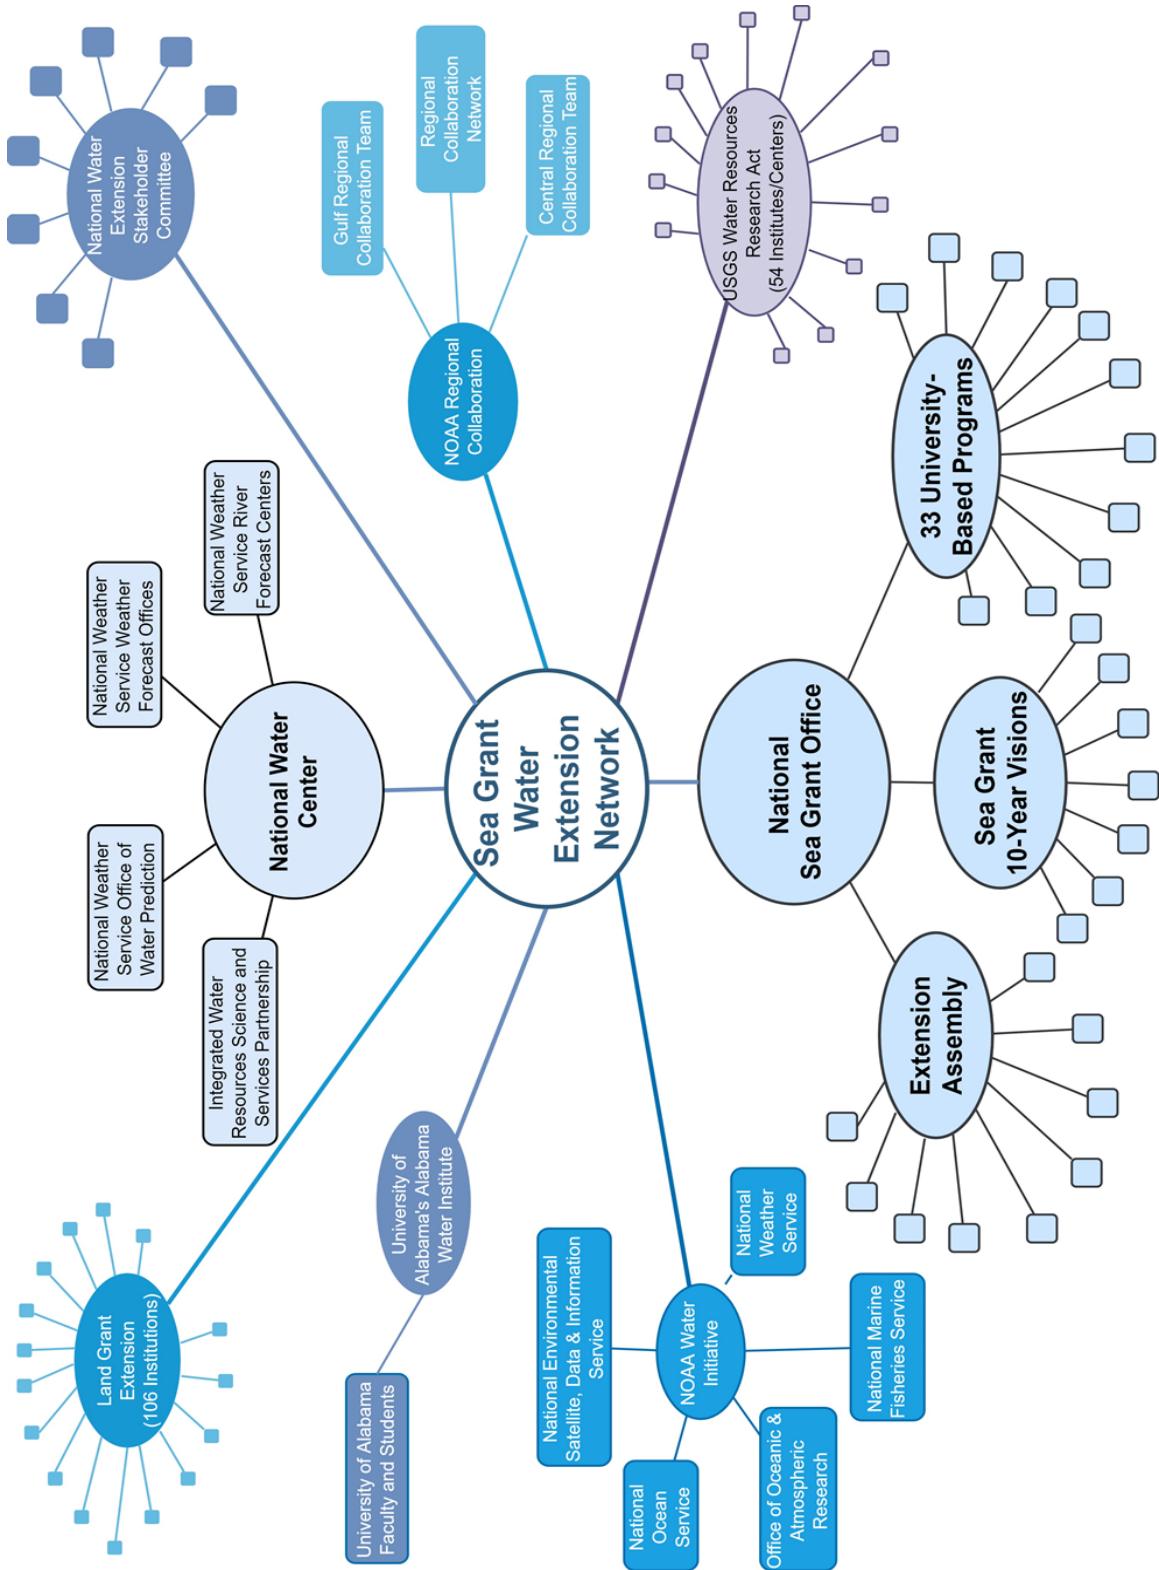 Land Grant
Extension
(106 Institutions)
Integrated Water
Resources Science and
Services Partnership
National Weather
Service Office of
Water Prediction
National Weather
Service Weather
Forecast Offices
National Weather
Service River
Forecast Centers
National Water
Center
National Water
Extension
Stakeholder
Committee
University of Alabama
Faculty and Students
University of
Alabama's Alabama
Water Institute
Sea Grant
Water
Extension
Network
NOAA Regional
Collaboration
Gulf Regional
Collaboration Team
Regional
Collaboration
Network
Central Regional
Collaboration Team
National Environmental
Satellite, Data & Information
Service
National
Ocean
Service
NOAA Water
Initiative
National
Weather
Service
Office of Oceanic &
Atmospheric
Research
National Marine
Fisheries Service
National
Sea Grant Office
USGS Water Resources
Research Act
(54 Institutes/Centers)
Extension
Assembly
Sea Grant
10-Year Visions
33 University-
Based Programs